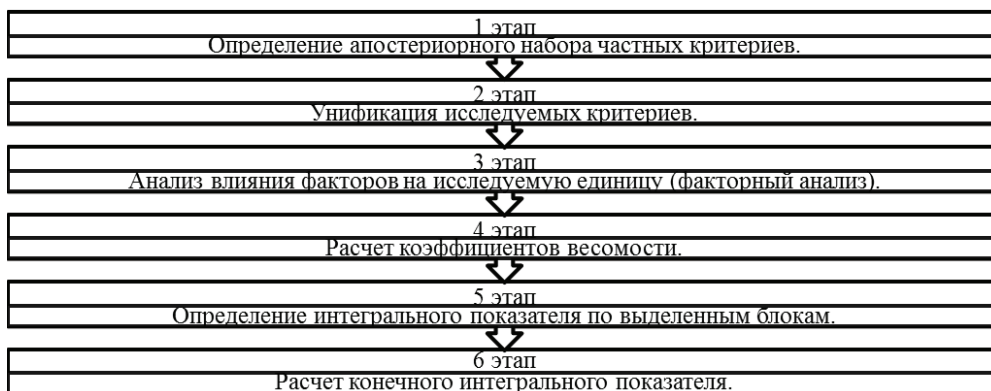 1 этап
Определение апостериорного набора частных критериев.
2 этап
Унификация исследуемых критериев.
3 этап
Анализ влияния факторов на исследуемую единицу (факторный анализ).
4 этап
Расчет коэффициентов весомости.
5 этап
Определение интегрального показателя по выделенным блокам.
6 этап
Расчет конечного интегрального показателя.